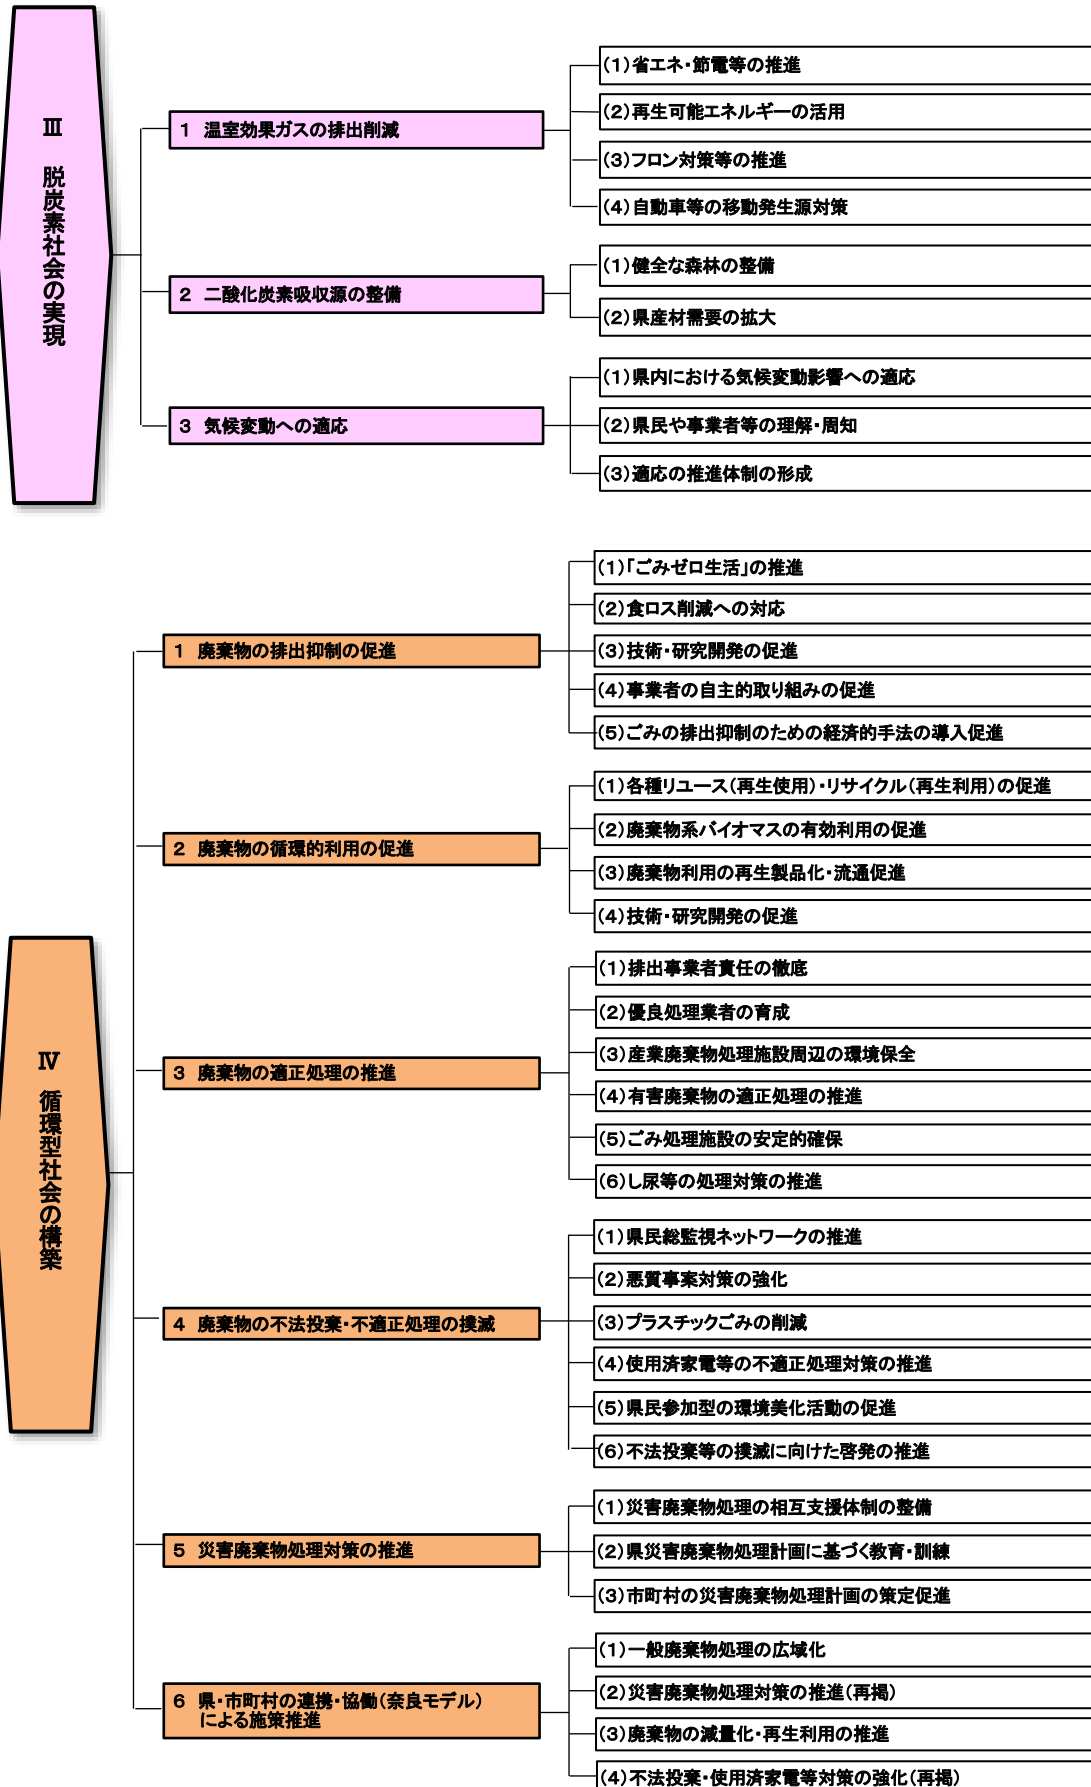 Ⅲ 脱炭素社会の実現
1 温室効果ガスの排出削減
(1)省エネ・節電等の推進
(2)再生可能エネルギーの活用
(3)フロン対策等の推進
(4)自動車等の移動発生源対策
2 二酸化炭素吸収源の整備
(1)健全な森林の整備
(2)県産材需要の拡大
3 気候変動への適応
(1)県内における気候変動影響への適応
(2)県民や事業者等の理解・周知
(3)適応の推進体制の形成
Ⅳ 循環型社会の構築
1 廃棄物の排出抑制の促進
(1)「ごみゼロ生活」の推進
(2)食ロス削減への対応
(3)技術・研究開発の促進
(4)事業者の自主的取り組みの促進
(5)ごみの排出抑制のための経済的手法の導入促進
2 廃棄物の循環的利用の促進
(1)各種リユース(再生使用)・リサイクル(再生利用)の促進
(2)廃棄物系バイオマスの有効利用の促進
(3)廃棄物利用の再生製品化・流通促進
(4)技術・研究開発の促進
3 廃棄物の適正処理の推進
(1)排出事業者責任の徹底
(2)優良処理業者の育成
(3)産業廃棄物処理施設周辺の環境保全
(4)有害廃棄物の適正処理の推進
(5)ごみ処理施設の安定的確保
(6)し尿等の処理対策の推進
4 廃棄物の不法投棄・不適正処理の撲滅
(1)県民総監視ネットワークの推進
(2)悪質事案対策の強化
(3)プラスチックごみの削減
(4)使用済家電等の不適正処理対策の推進
(5)県民参加型の環境美化活動の促進
(6)不法投棄等の撲滅に向けた啓発の推進
5 災害廃棄物処理対策の推進
(1)災害廃棄物処理の相互支援体制の整備
(2)県災害廃棄物処理計画に基づく教育・訓練
(3)市町村の災害廃棄物処理計画の策定促進
6 県・市町村の連携・協働(奈良モデル)
による施策推進
(1)一般廃棄物処理の広域化
(2)災害廃棄物処理対策の推進(再掲)
(3)廃棄物の減量化・再生利用の推進
(4)不法投棄・使用済家電等対策の強化(再掲)